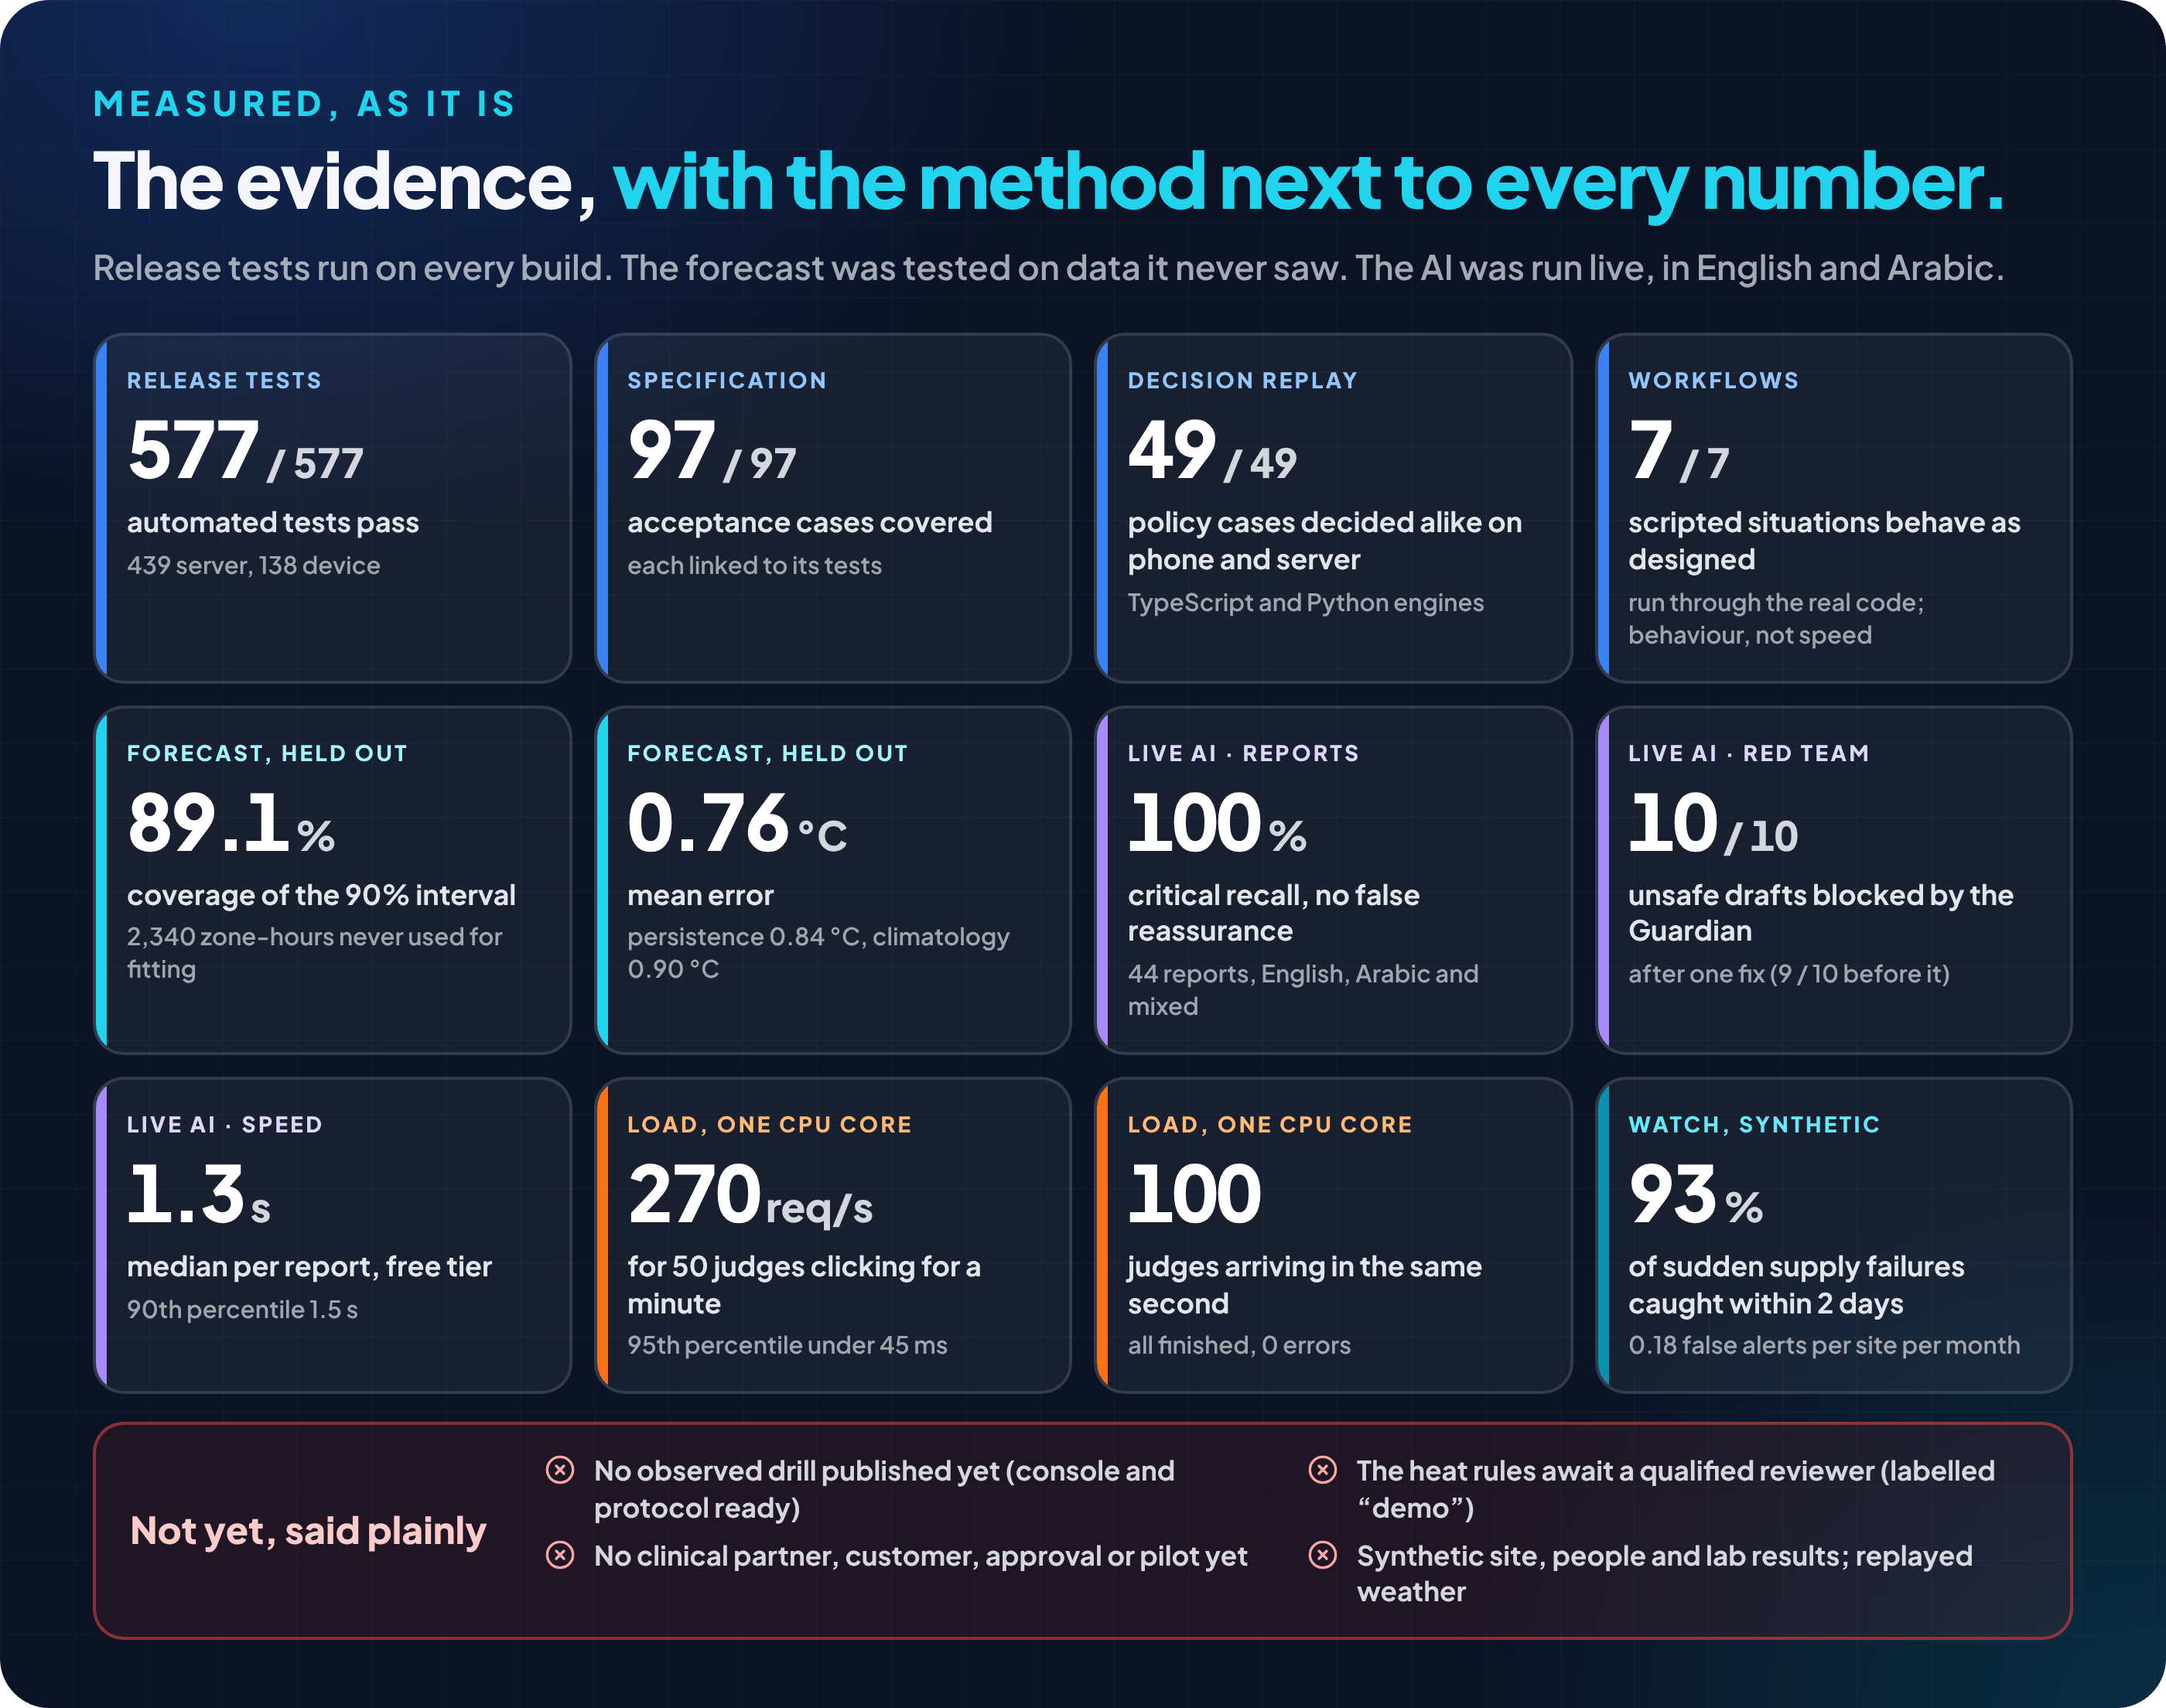 MEASURED, AS IT IS
The evidence, with the method next to every number.
Release tests run on every build. The forecast was tested on data it never saw. The AI was run live, in English and Arabic.
RELEASE TESTS
577 / 577
automated tests pass
439 server, 138 device
SPECIFICATION
97 / 97
acceptance cases covered
each linked to its tests
DECISION REPLAY
49 / 49
policy cases decided alike on
phone and server
TypeScript and Python engines
WORKFLOWS
7 / 7
scripted situations behave as
designed
run through the real code;
behaviour, not speed
FORECAST, HELD OUT
89.1 %
coverage of the 90% interval
2,340 zone-hours never used for
fitting
FORECAST, HELD OUT
0.76 °C
mean error
persistence 0.84 °C, climatology
0.90 °C
LIVE AI · REPORTS
100 %
critical recall, no false
reassurance
44 reports, English, Arabic and
mixed
LIVE AI · RED TEAM
10 / 10
unsafe drafts blocked by the
Guardian
after one fix (9 / 10 before it)
LIVE AI · SPEED
1.3 s
median per report, free tier
90th percentile 1.5 s
LOAD, ONE CPU CORE
270 req/s
for 50 judges clicking for a
minute
95th percentile under 45 ms
LOAD, ONE CPU CORE
100
judges arriving in the same
second
all finished, 0 errors
WATCH, SYNTHETIC
93 %
of sudden supply failures
caught within 2 days
0.18 false alerts per site per month
Not yet, said plainly
No observed drill published yet (console and
protocol ready)
The heat rules await a qualified reviewer (labelled
“demo”)
No clinical partner, customer, approval or pilot yet
Synthetic site, people and lab results; replayed
weather